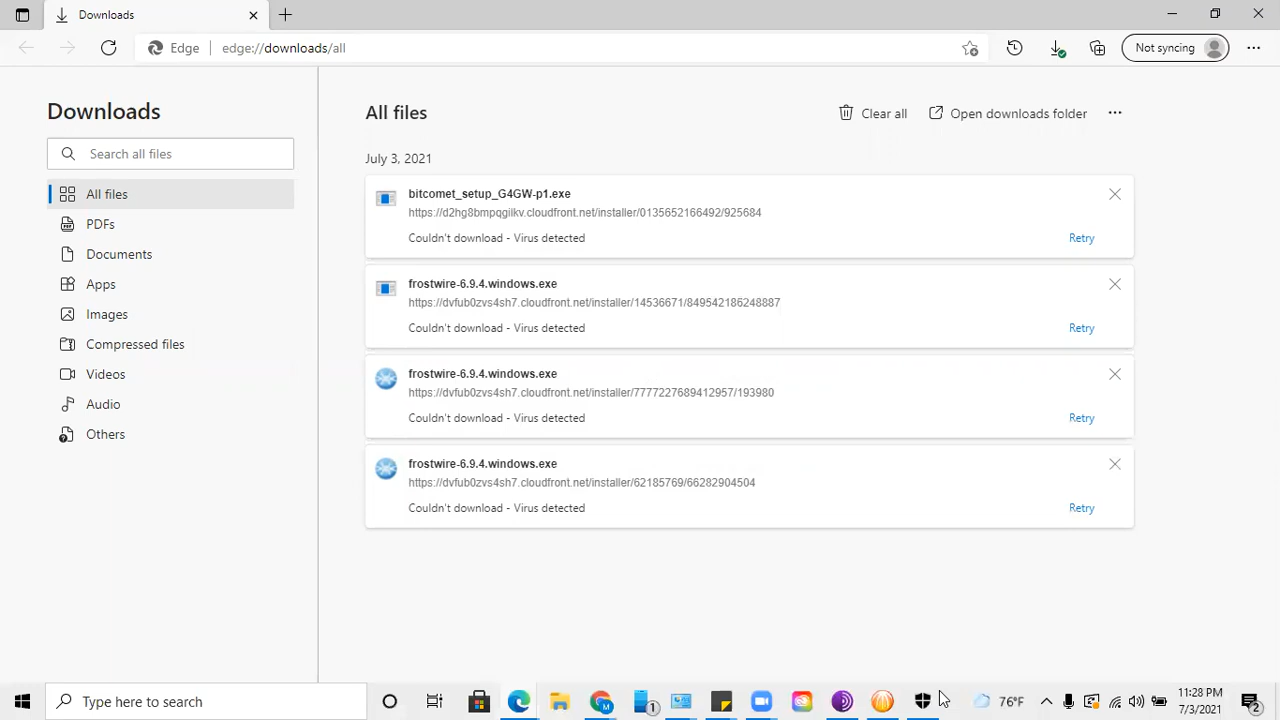 Downloads
Edge
edge://downloads/all
Not syncing
Downloads
Search all files
All files
PDFs
Documents
Apps
Images
Compressed files
Videos
Audio
Others
All files
Clear all
Open downloads folder
July 3, 2021
bitcomet_setup_G4GW-p1.exe
https://d2hg8bmpqgilkv.cloudfront.net/installer/0135652166492/925684
Couldn't download - Virus detected
Retry
frostwire-6.9.4.windows.exe
https://dvfub0zvs4sh7.cloudfront.net/installer/14536671/849542186248887
Couldn't download - Virus detected
Retry
frostwire-6.9.4.windows.exe
https://dvfub0zvs4sh7.cloudfront.net/installer/7777227689412957/193980
Couldn't download - Virus detected
Retry
frostwire-6.9.4.windows.exe
https://dvfub0zvs4sh7.cloudfront.net/installer/62185769/66282904504
Couldn't download - Virus detected
Retry
Type here to search
M
1
76°F
11:28 PM
7/3/2021
2